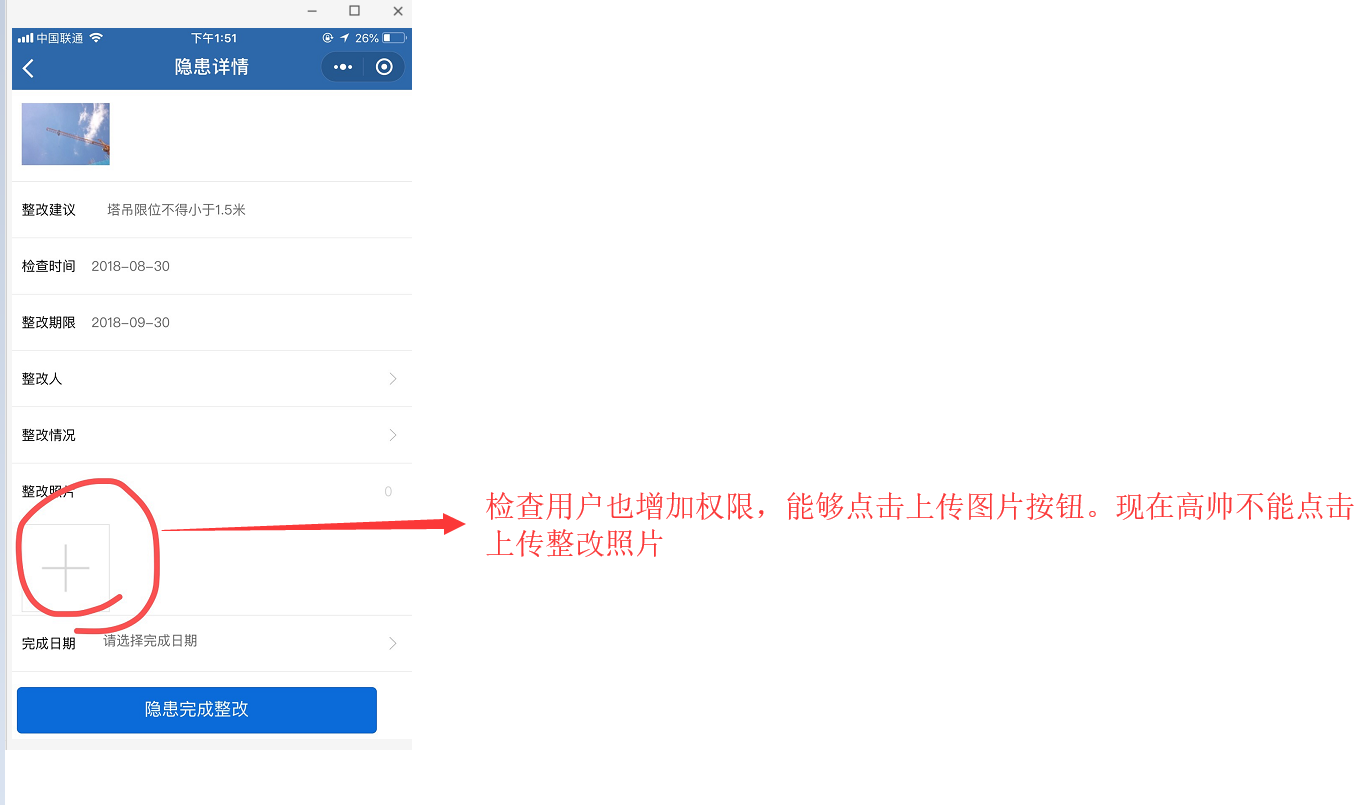 中国联通 下午1:51 26%
隐患详情
整改建议 塔吊限位不得小于1.5米
检查时间 2018-08-30
整改期限 2018-09-30
整改人
整改情况
整改照片 0
检查用户也增加权限，能够点击上传图片按钮。现在高帅不能点击
上传整改照片
完成日期 请选择完成日期
隐患完成整改